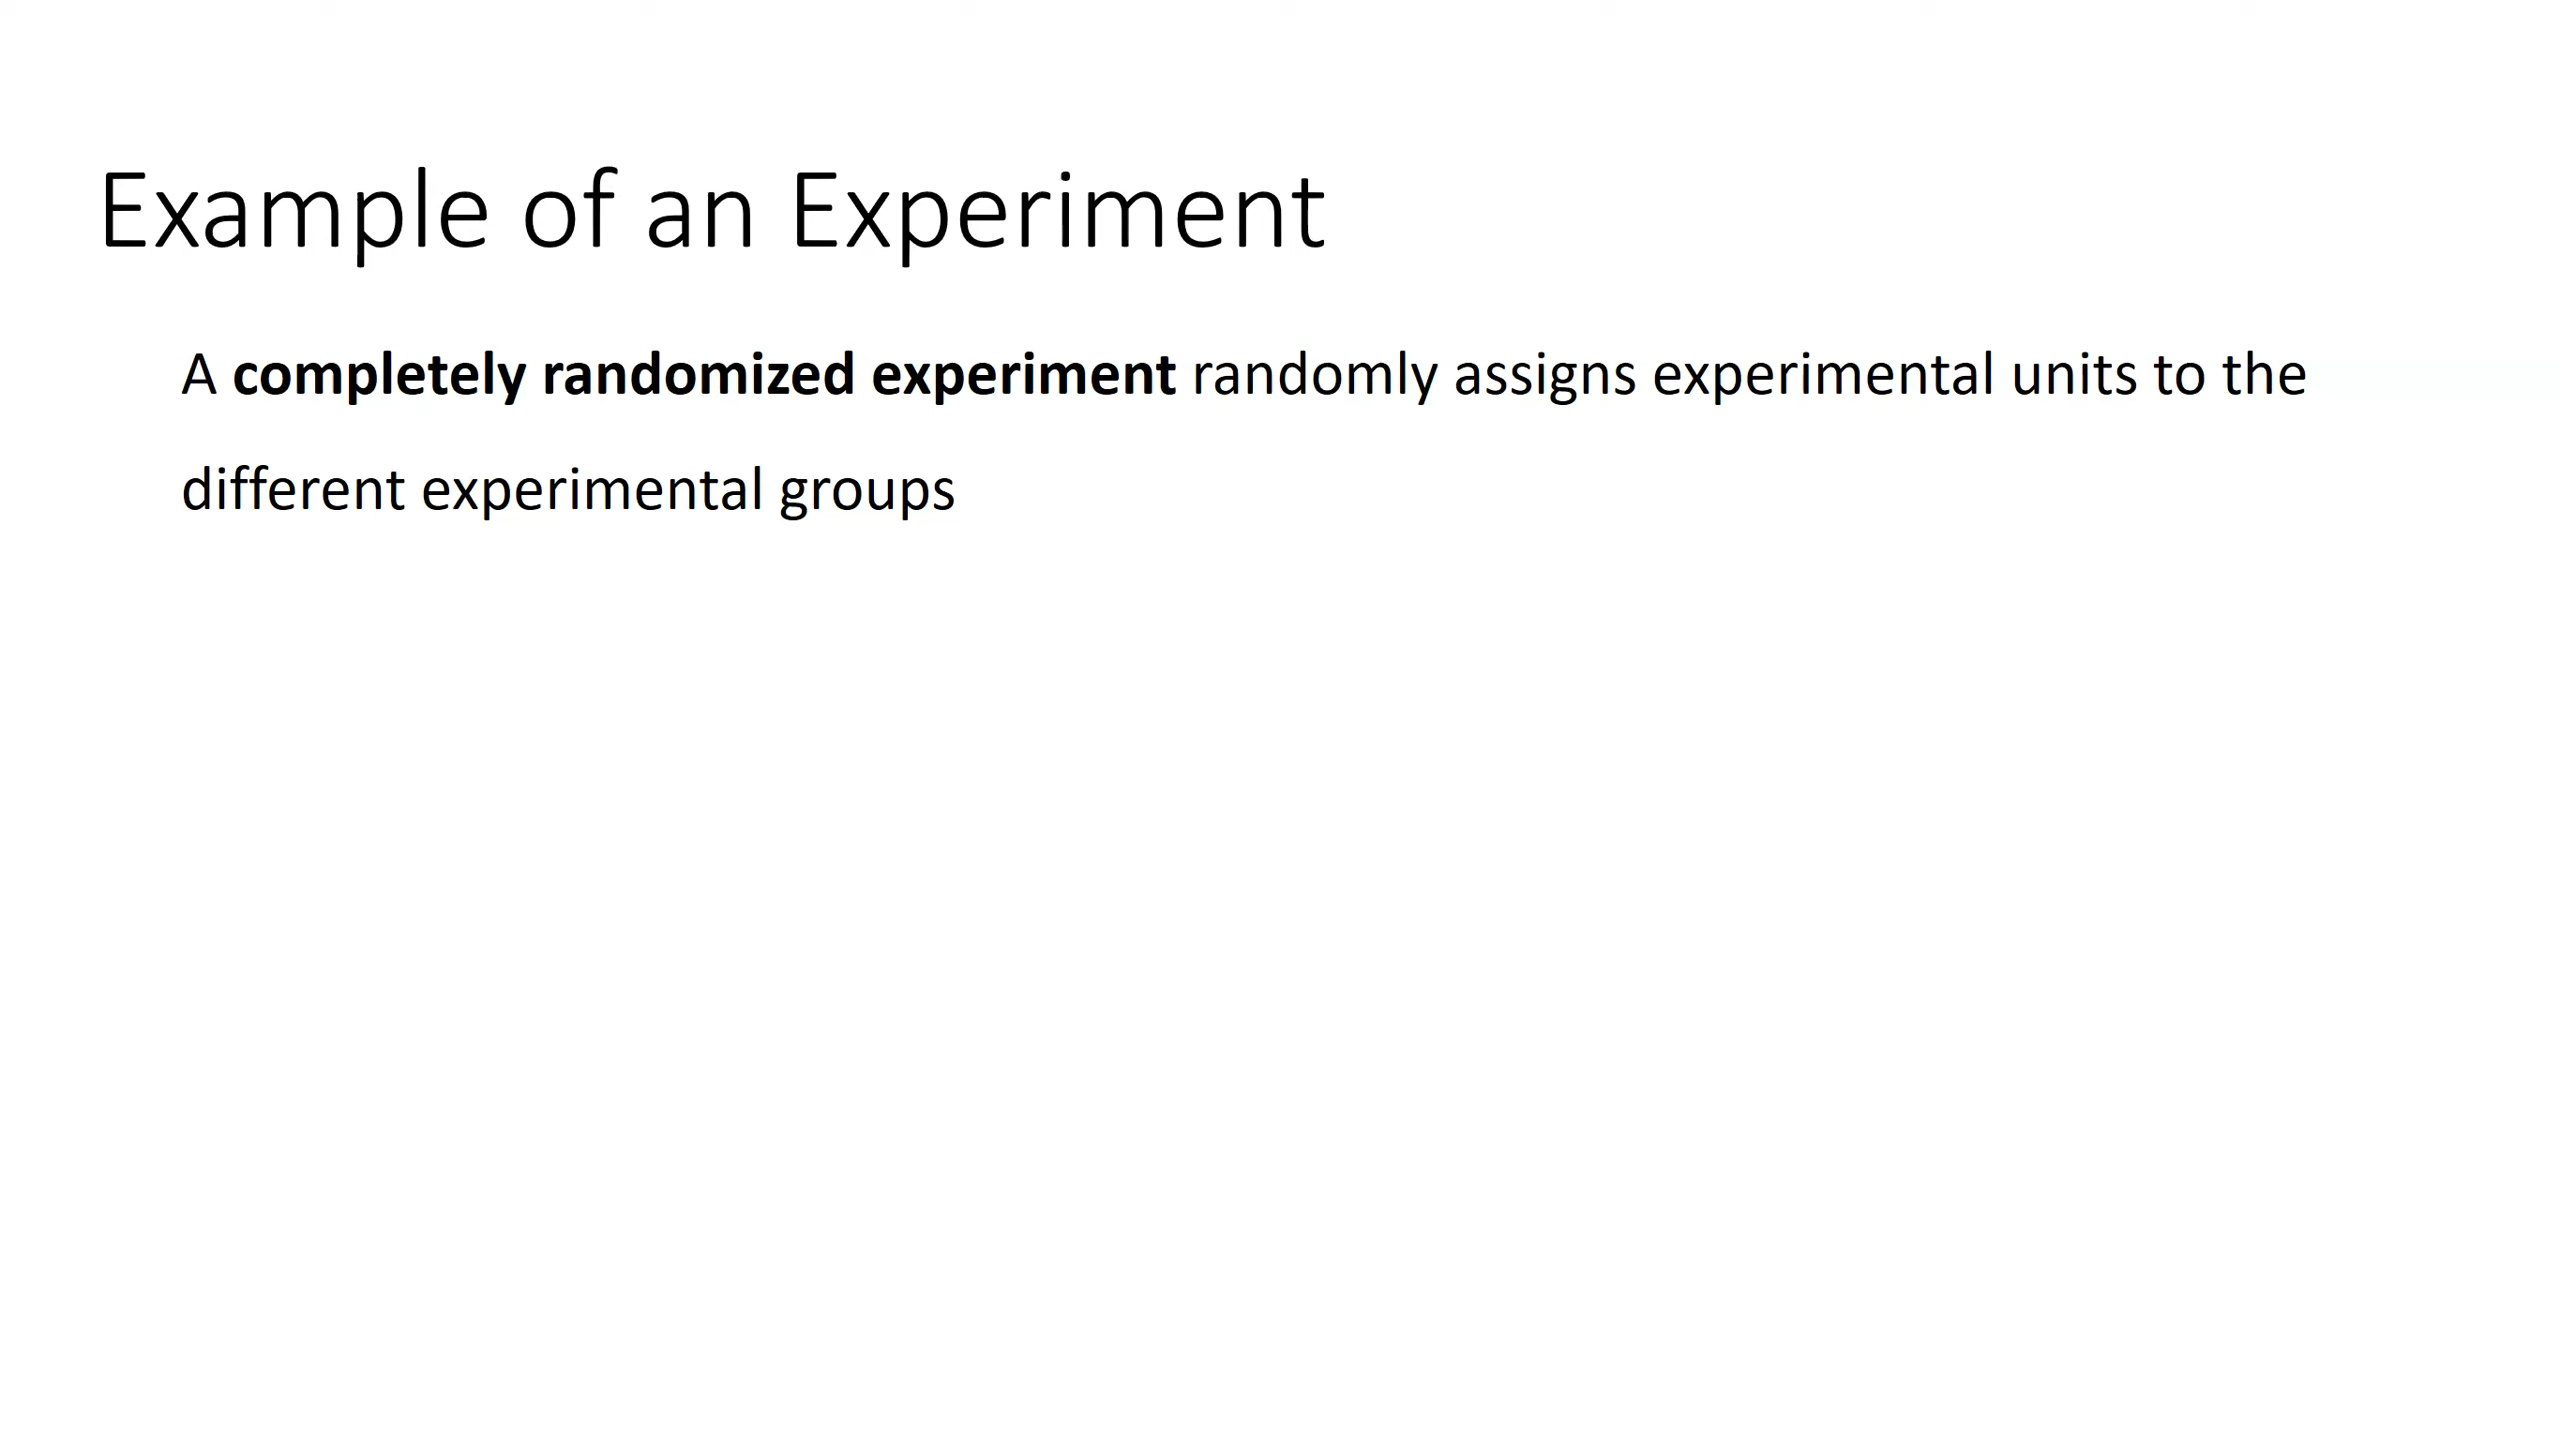 Example of an Experiment
A completely randomized experiment randomly assigns experimental units to the
different experimental groups